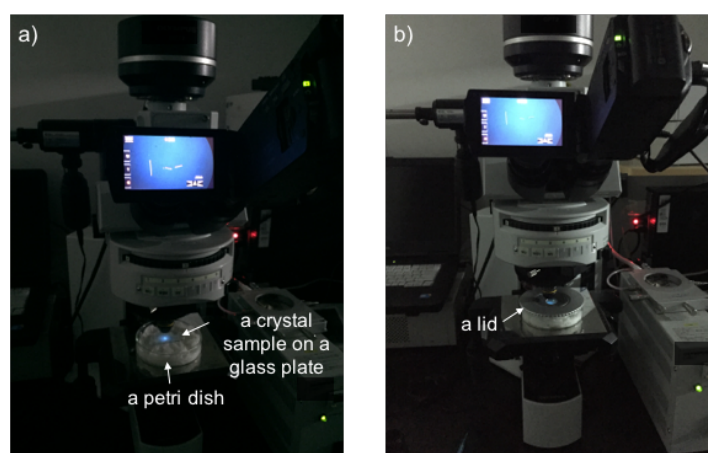 a)
a crystal
sample on a
glass plate
a petri dish
b)
a lid